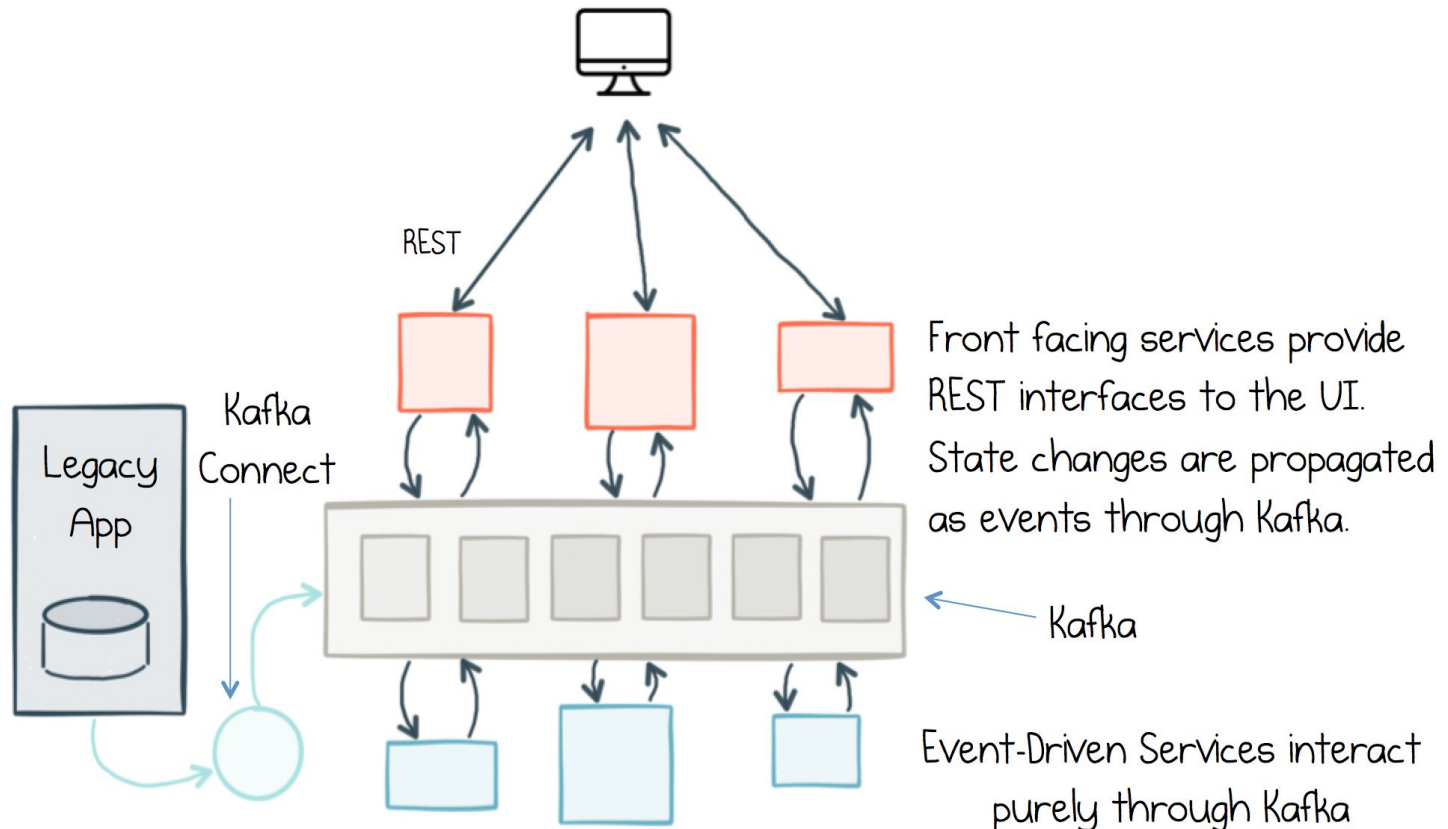 REST
Front facing services provide
REST interfaces to the UI.
State changes are propagated
as events through Kafka.
Kafka
Connect
Legacy
App
Kafka
Event-Driven Services interact
purely through Kafka